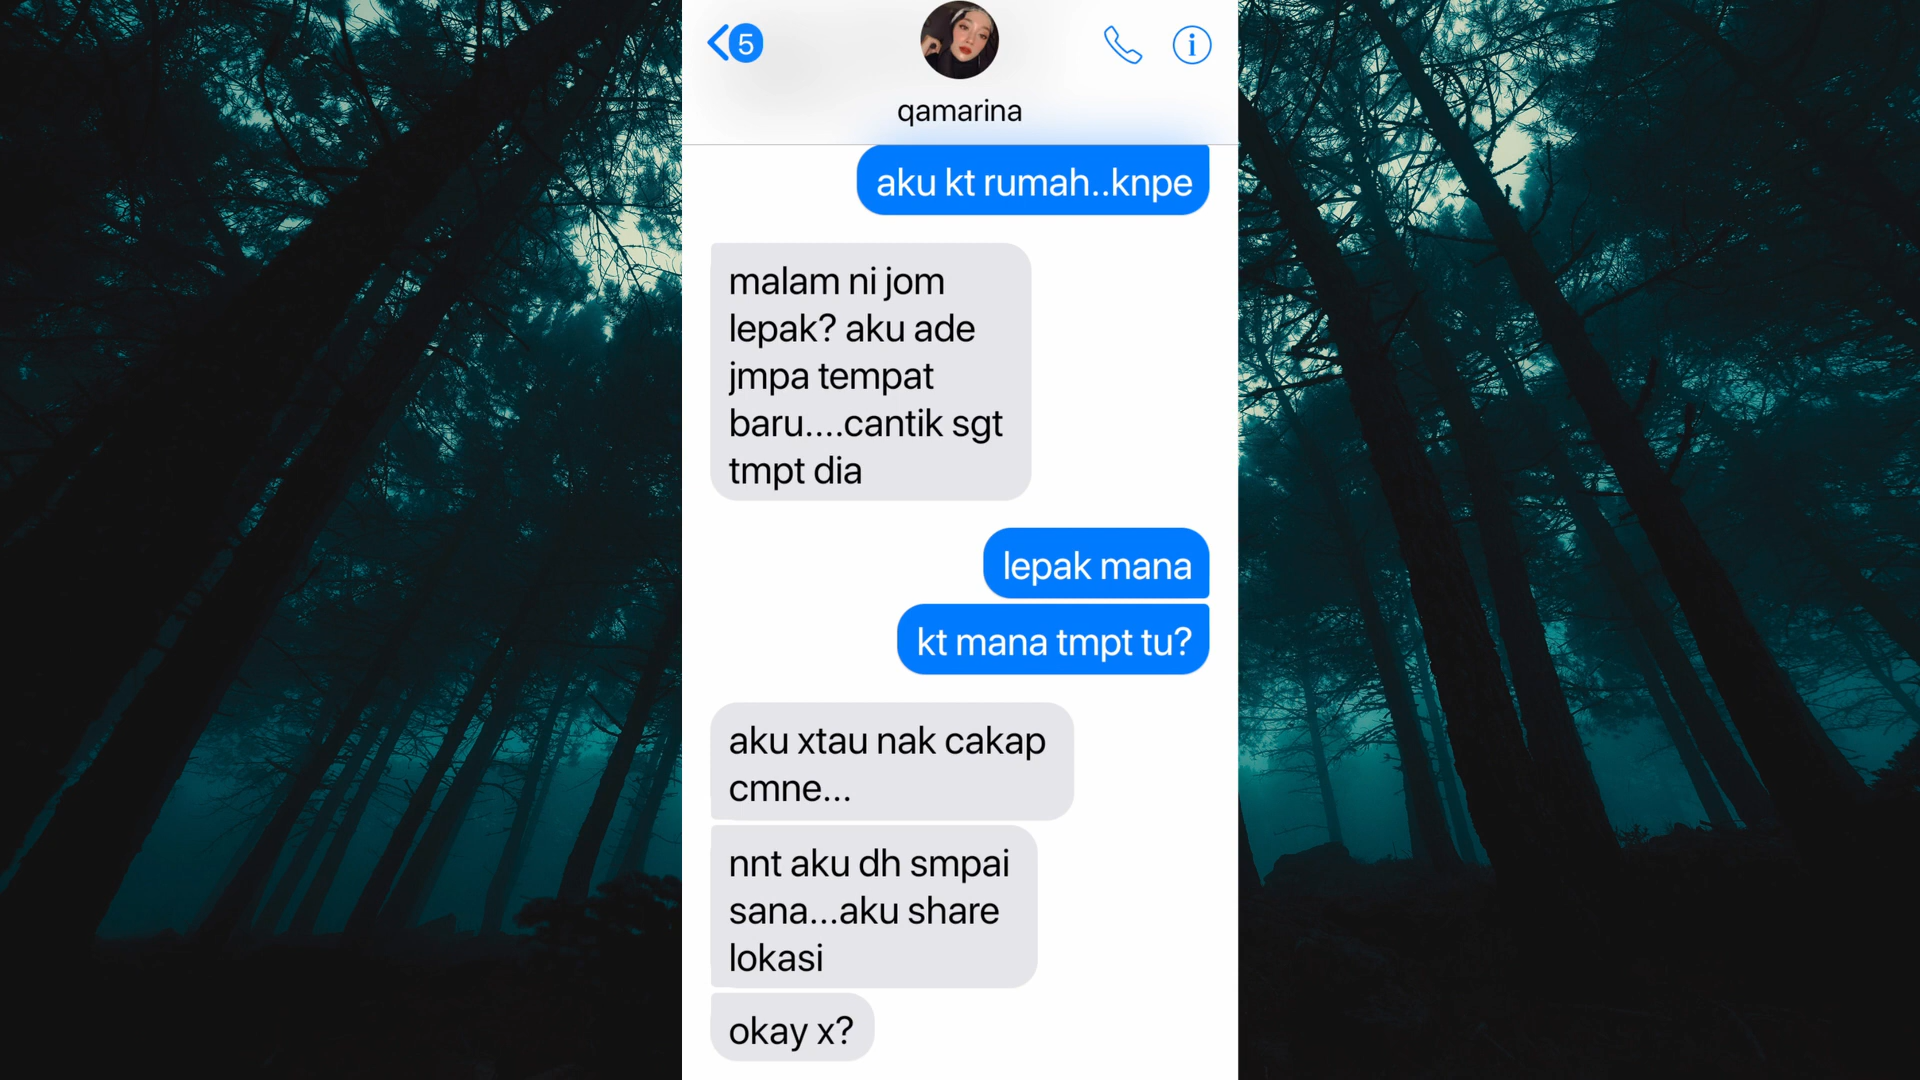 5
qamarina
aku kt rumah..knpe
malam ni jom
lepak? aku ade
jmpa tempat
baru....cantik sgt
tmpt dia
lepak mana
kt mana tmpt tu?
aku xtau nak cakap
cmne...
nnt aku dh smpai
sana...aku share
lokasi
okay x?